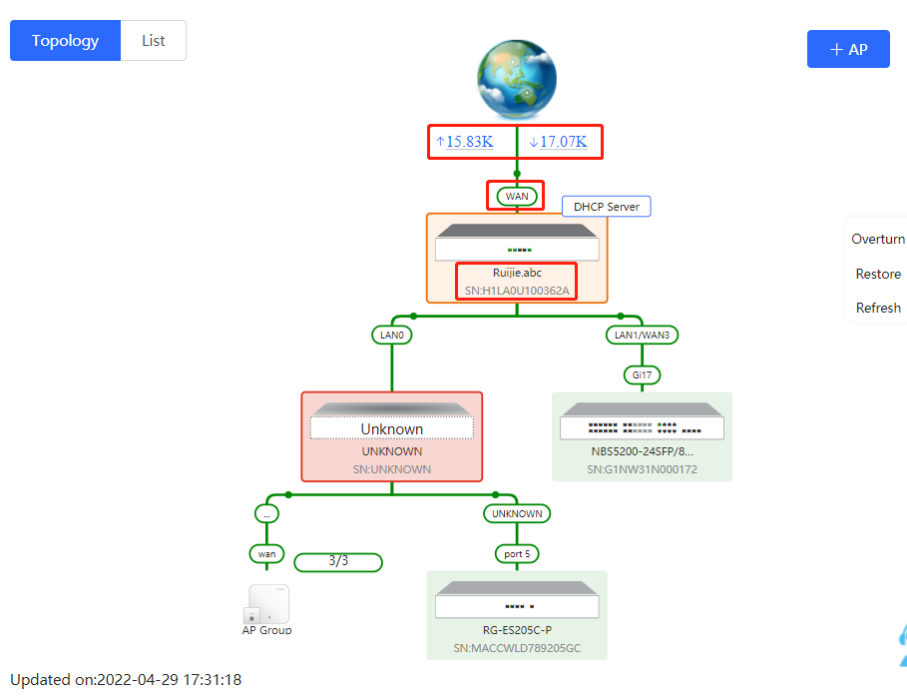 Topology
List
+ AP
↑15.83K
↓17.07K
WAN
DHCP Server
Ruijie.abc
SN:H1LA0U100362A
Overturn
Restore
Refresh
LAN0
LAN1/WAN3
Gi17
Unknown
UNKNOWN
SN:UNKNOWN
NBS5200-24SFP/8...
SN:G1NW31N000172
...
UNKNOWN
wan
3/3
port 5
AP Group
RG-ES205C-P
SN:MACCWLD789205GC
Updated on:2022-04-29 17:31:18